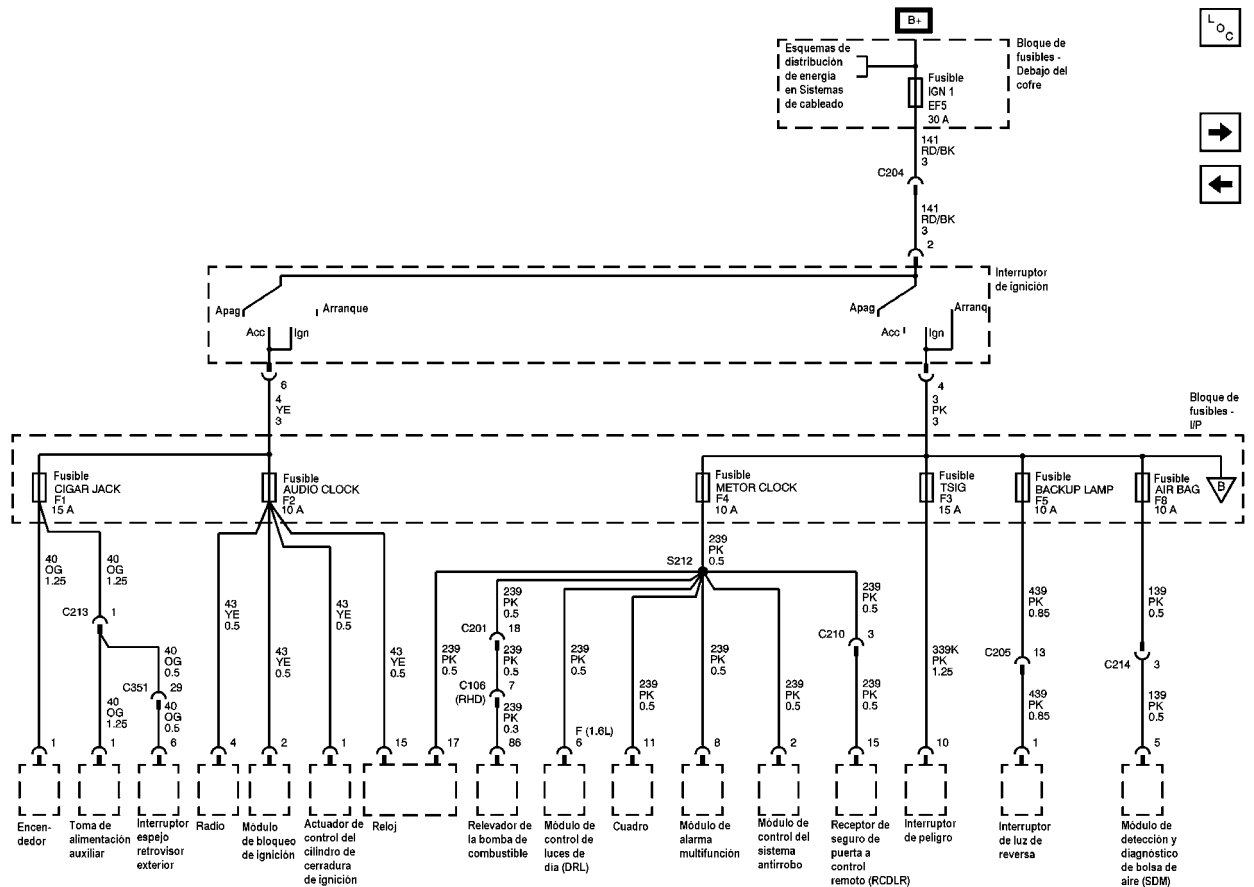 B+
L
O
C
Esquemas de
distribución
de energía
en Sistemas
de cableado
Fusible
IGN 1
EF5
30 A
Bloque de
fusibles -
Debajo del
cofre
141
RD/BK
3
C204
141
RD/BK
3
2
Interruptor
de ignición
Apag
Arranque
Acc
Ign
Apag
Arranq
Acc
Ign
6
4
YE
3
4
3
PK
3
Bloque de
fusibles -
I/P
Fusible
CIGAR JACK
F1
15 A
Fusible
AUDIO CLOCK
F2
10 A
Fusible
METOR CLOCK
F4
10 A
Fusible
TSIG
F3
15 A
Fusible
BACKUP LAMP
F5
10 A
Fusible
AIR BAG
F8
10 A
B
40
OG
1.25
40
OG
1.25
C213
1
40
OG
0.5
C351
29
40
OG
1.25
40
OG
0.5
43
YE
0.5
43
YE
0.5
43
YE
0.5
43
YE
0.5
239
PK
0.5
S212
239
PK
0.5
239
PK
0.5
C201
18
239
PK
0.5
C106
(RHD)
7
239
PK
0.3
239
PK
0.5
239
PK
0.5
239
PK
0.5
239
PK
0.5
239
PK
0.5
C210
3
239
PK
0.5
339K
PK
1.25
439
PK
0.85
C205
13
439
PK
0.85
139
PK
0.5
C214
3
139
PK
0.5
1
1
6
4
2
1
15
17
86
F (1.6L)
6
11
8
2
15
10
1
5
Encen-
dedor
Toma de
alimentación
auxiliar
Interruptor
espejo
retrovisor
exterior
Radio
Módulo
de bloqueo
de ignición
Actuador de
control del
cilindro de
cerradura
de ignición
Reloj
Relevador de
la bomba de
combustible
Módulo de
control de
luces de
día (DRL)
Cuadro
Módulo de
alarma
multifunción
Módulo de
control del
sistema
antirrobo
Receptor de
seguro de
puerta a
control
remoto (RCDLR)
Interruptor
de peligro
Interruptor
de luz de
reversa
Módulo de
detección y
diagnóstico
de bolsa de
aire (SDM)